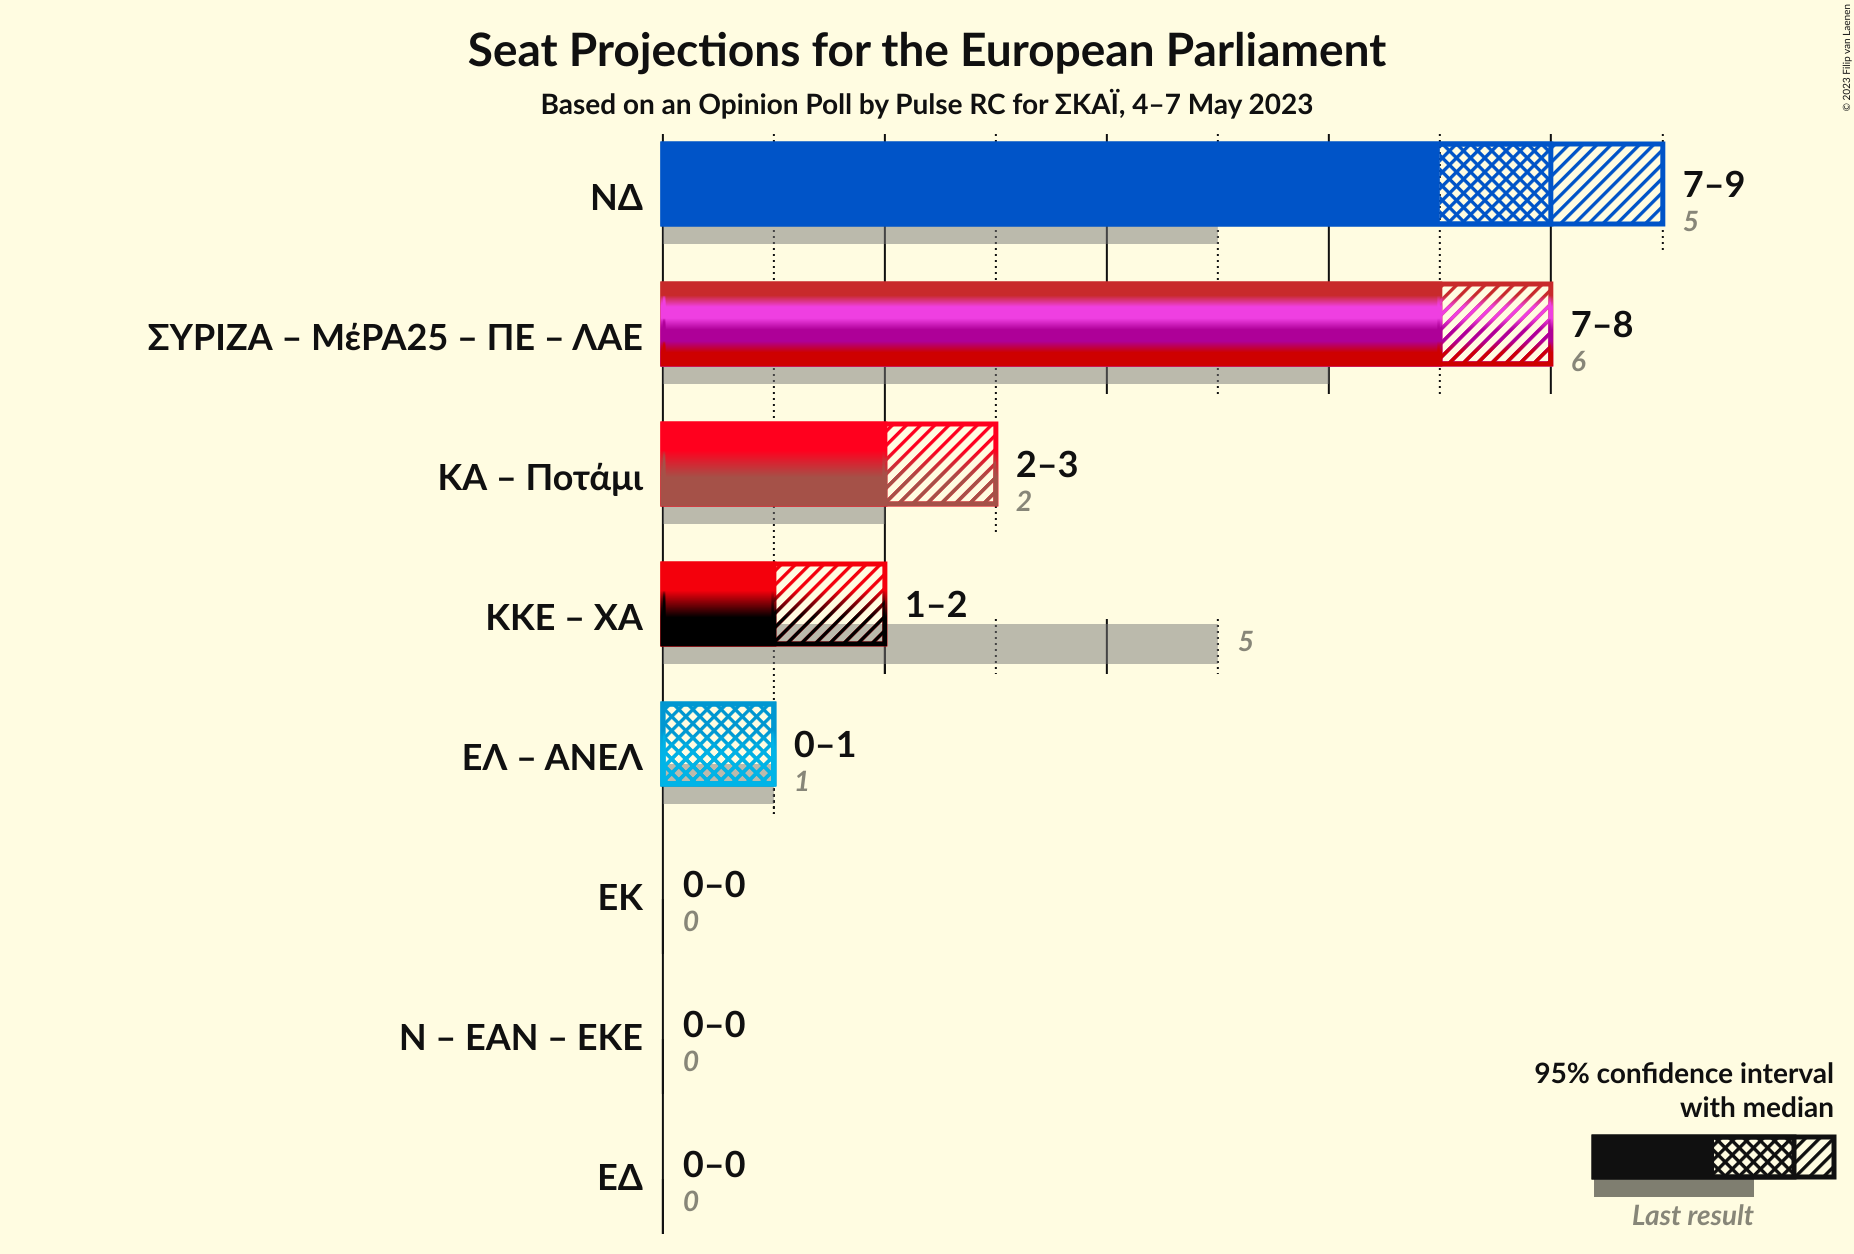 Seat Projections for the European Parliament
Based on an Opinion Poll by Pulse RC for ΣΚΑΪ, 4–7 May 2023
© 2023 Filip van Laenen
ΝΔ
7–9
5
ΣΥΡΙΖΑ – ΜέΡΑ25 – ΠΕ – ΛΑΕ
7–8
6
ΚΑ – Ποτάμι
2–3
2
ΚΚΕ – ΧΑ
1–2
5
ΕΛ – ΑΝΕΛ
0–1
1
ΕΚ
0–0
0
Ν – ΕΑΝ – ΕΚΕ
0–0
0
ΕΔ
0–0
0
95% confidence interval
with median
Last result